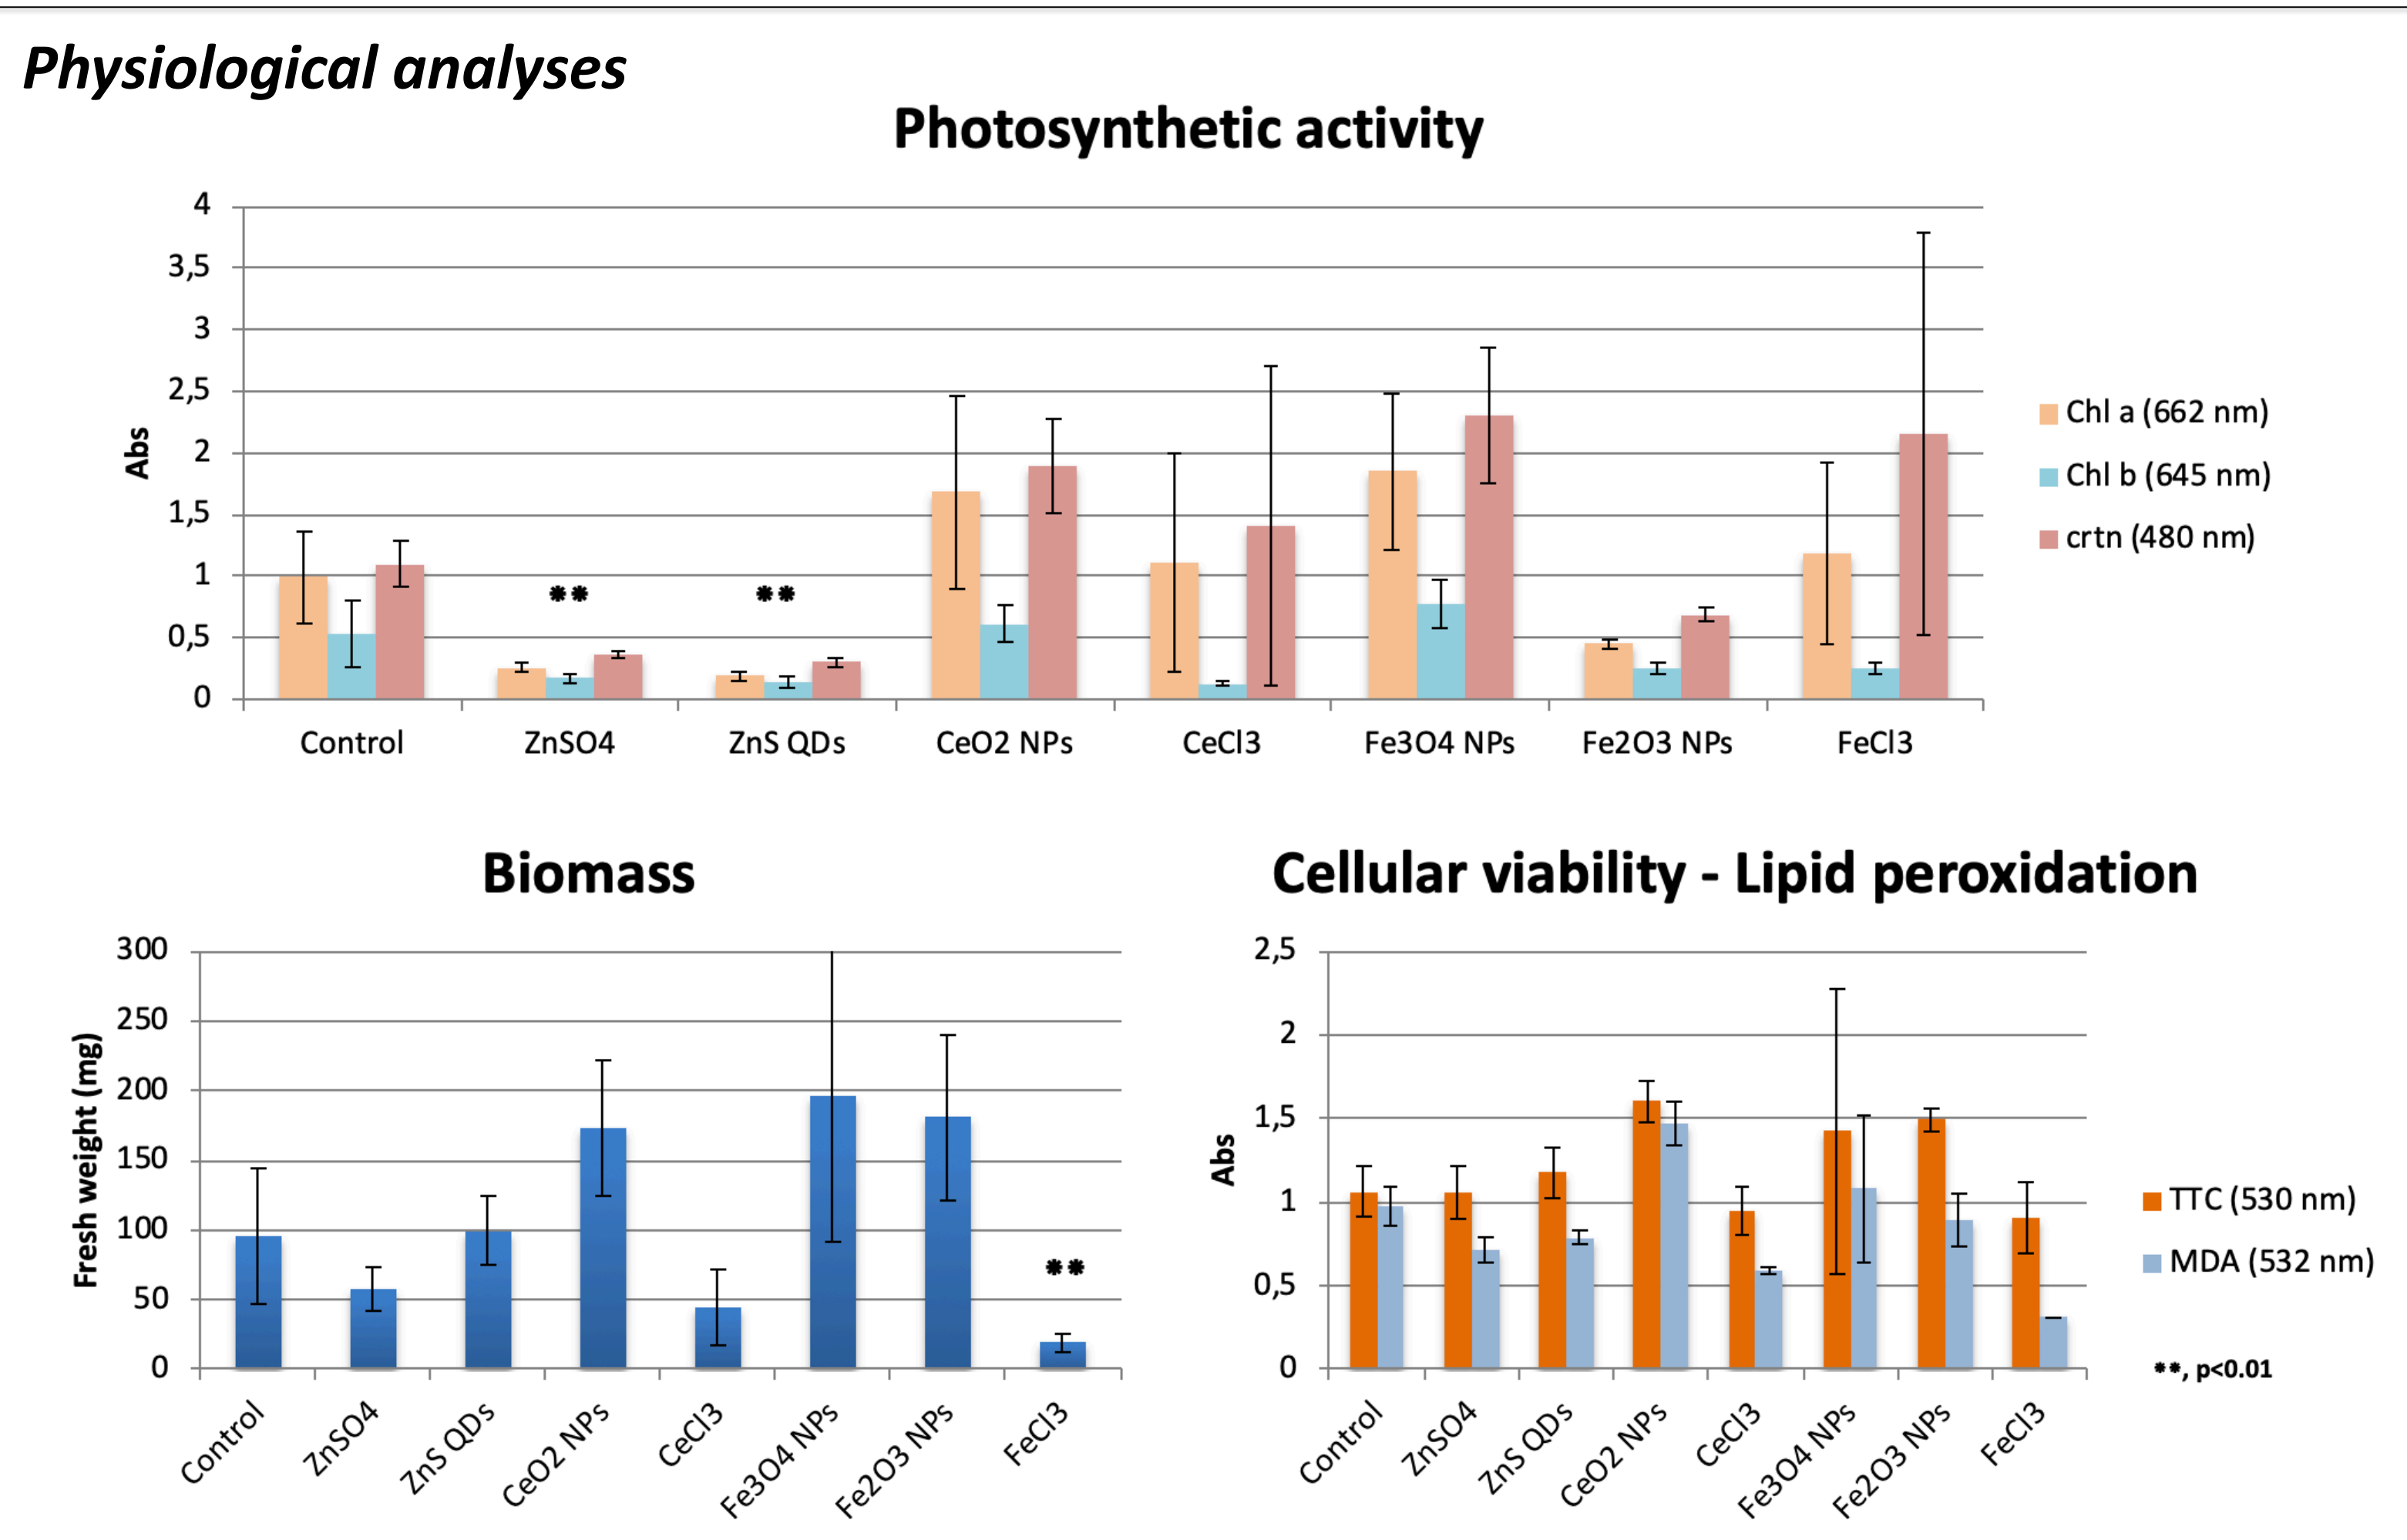 Physiological analyses
Photosynthetic activity
4
3,5
3
2,5
2
1,5
1
0,5
0
Abs
** **
Control ZnSO4 ZnS QDs CeO2 NPs CeCl3 Fe3O4 NPs Fe2O3 NPs FeCl3
Chl a (662 nm)
Chl b (645 nm)
crtn (480 nm)
Biomass
300
250
200
150
100
50
0
Fresh weight (mg)
**
Control ZnSO4 ZnS QDs CeO2 NPs CeCl3 Fe3O4 NPs Fe2O3 NPs FeCl3
Cellular viability - Lipid peroxidation
2,5
2
1,5
1
0,5
0
Abs
Control ZnSO4 ZnS QDs CeO2 NPs CeCl3 Fe3O4 NPs Fe2O3 NPs FeCl3
TTC (530 nm)
MDA (532 nm)
**, p<0.01